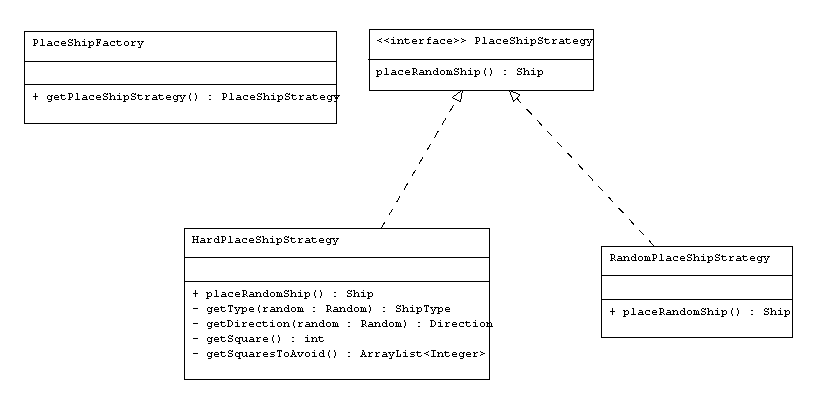 PlaceShipFactory
+ getPlaceShipStrategy() : PlaceShipStrategy
<<interface>> PlaceShipStrategy
placeRandomShip() : Ship
HardPlaceShipStrategy
+ placeRandomShip() : Ship
- getType(random : Random) : ShipType
- getDirection(random : Random) : Direction
- getSquare() : int
- getSquaresToAvoid() : ArrayList<Integer>
RandomPlaceShipStrategy
+ placeRandomShip() : Ship